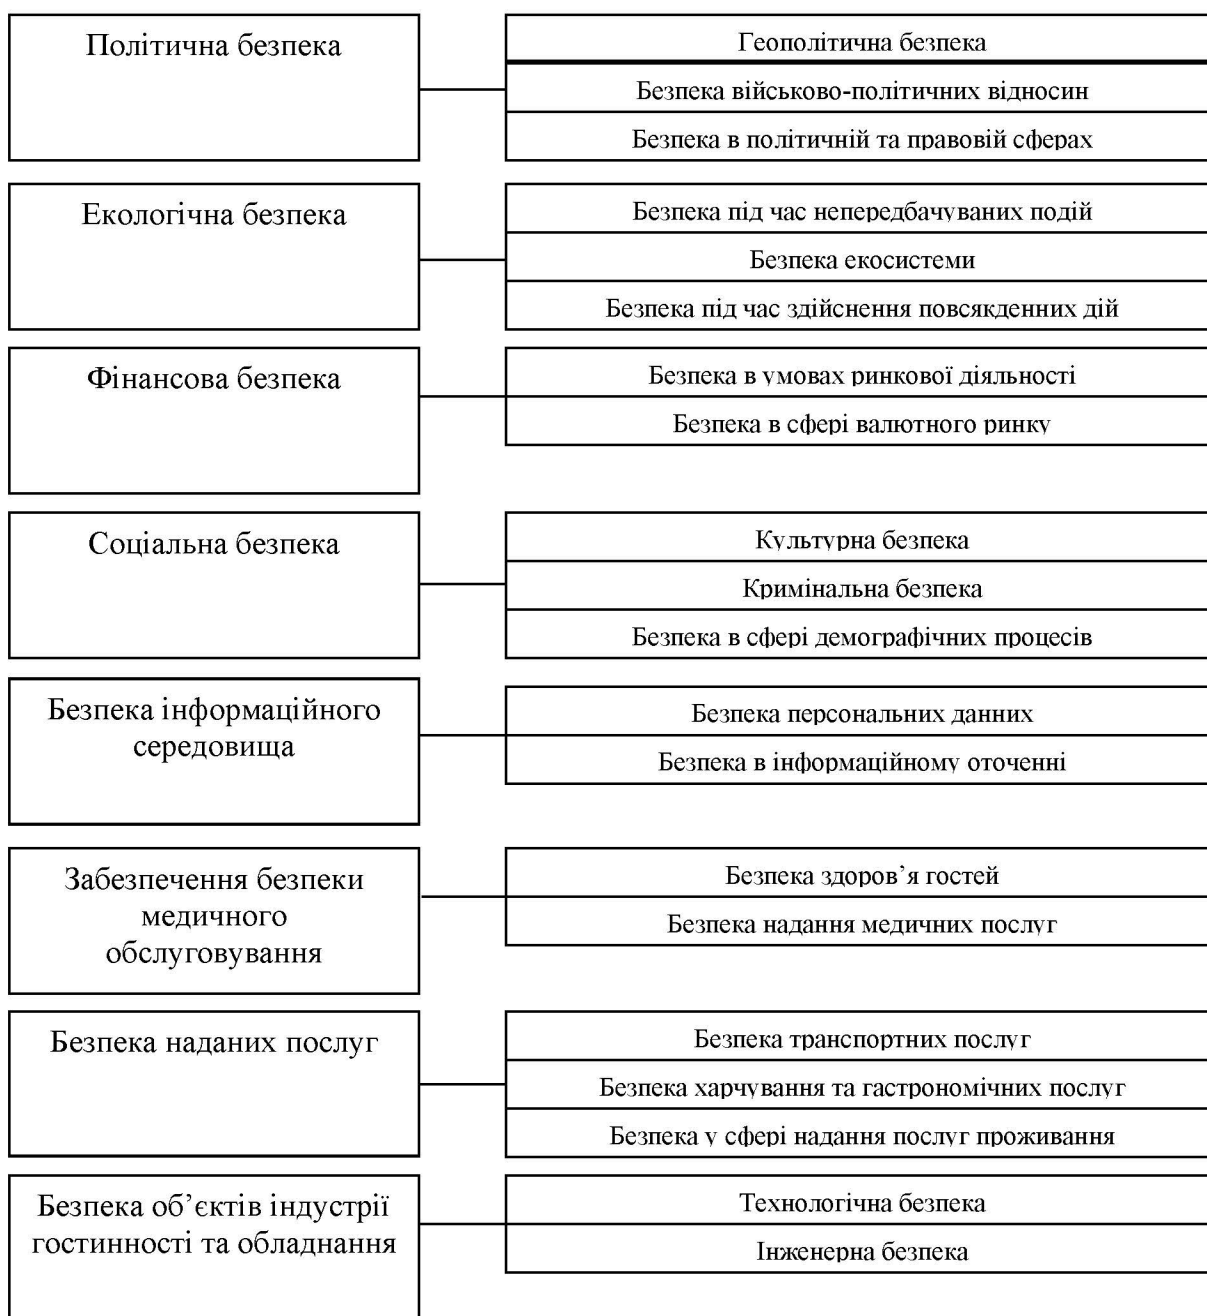 Політична безпека
Геополітична безпека
Безпека військово-політичних відносин
Безпека в політичній та правовій сферах
Екологічна безпека
Безпека під час непередбачуваних подій
Безпека екосистеми
Безпека під час здійснення повсякденних дій
Фінансова безпека
Безпека в умовах ринкової діяльності
Безпека в сфері валютного ринку
Соціальна безпека
Культурна безпека
Кримінальна безпека
Безпека в сфері демографічних процесів
Безпека інформаційного
середовища
Безпека персональних данних
Безпека в інформаційному оточенні
Забезпечення безпеки
медичного
обслуговування
Безпека здоров’я гостей
Безпека надання медичних послуг
Безпека наданих послуг
Безпека транспортних послуг
Безпека харчування та гастрономічних послуг
Безпека у сфері надання послуг проживання
Безпека об’єктів індустрії
гостинності та обладнання
Технологічна безпека
Інженерна безпека